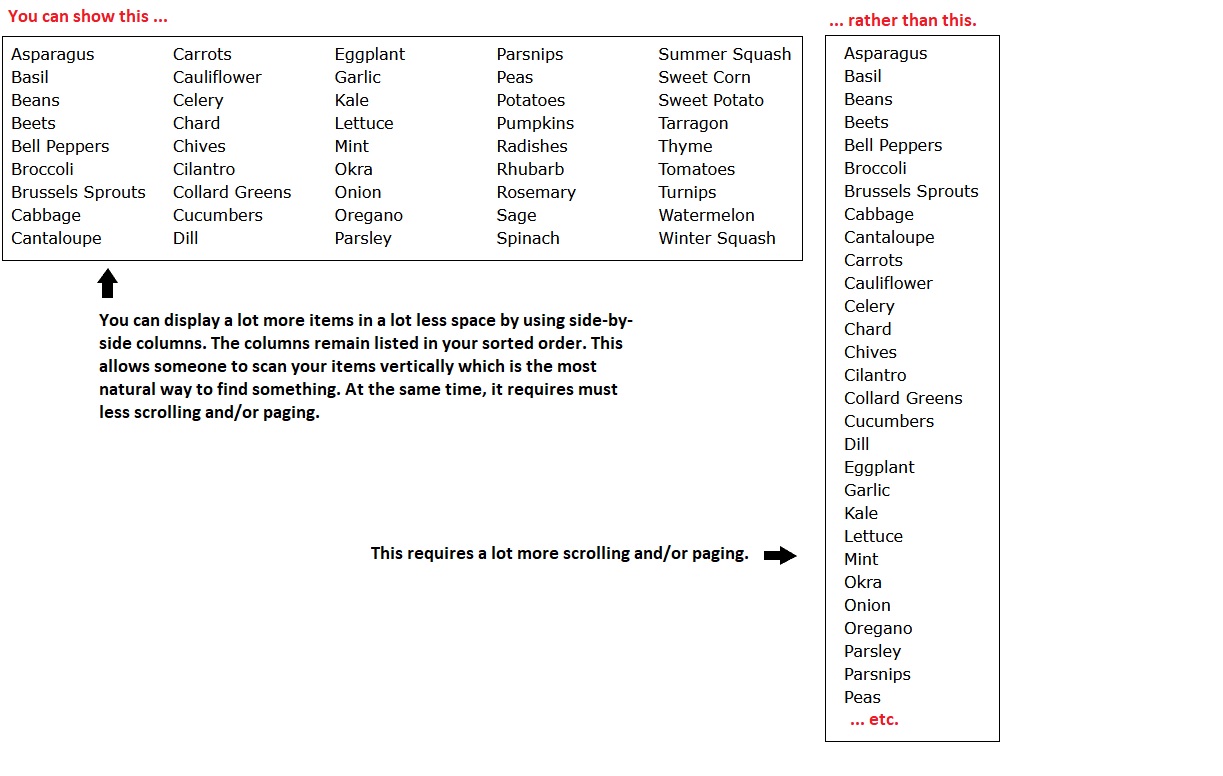 You can show this ...
Asparagus Carrots Eggplant Parsnips Summer Squash
Basil Cauliflower Garlic Peas Sweet Corn
Beans Celery Kale Potatoes Sweet Potato
Beets Chard Lettuce Pumpkins Tarragon
Bell Peppers Chives Mint Radishes Thyme
Broccoli Cilantro Okra Rhubarb Tomatoes
Brussels Sprouts Collard Greens Onion Rosemary Turnips
Cabbage Cucumbers Oregano Sage Watermelon
Cantaloupe Dill Parsley Spinach Winter Squash
You can display a lot more items in a lot less space by using side-by-
side columns. The columns remain listed in your sorted order. This
allows someone to scan your items vertically which is the most
natural way to find something. At the same time, it requires must
less scrolling and/or paging.
This requires a lot more scrolling and/or paging.
... rather than this.
Asparagus
Basil
Beans
Beets
Bell Peppers
Broccoli
Brussels Sprouts
Cabbage
Cantaloupe
Carrots
Cauliflower
Celery
Chard
Chives
Cilantro
Collard Greens
Cucumbers
Dill
Eggplant
Garlic
Kale
Lettuce
Mint
Okra
Onion
Oregano
Parsley
Parsnips
Peas
... etc.